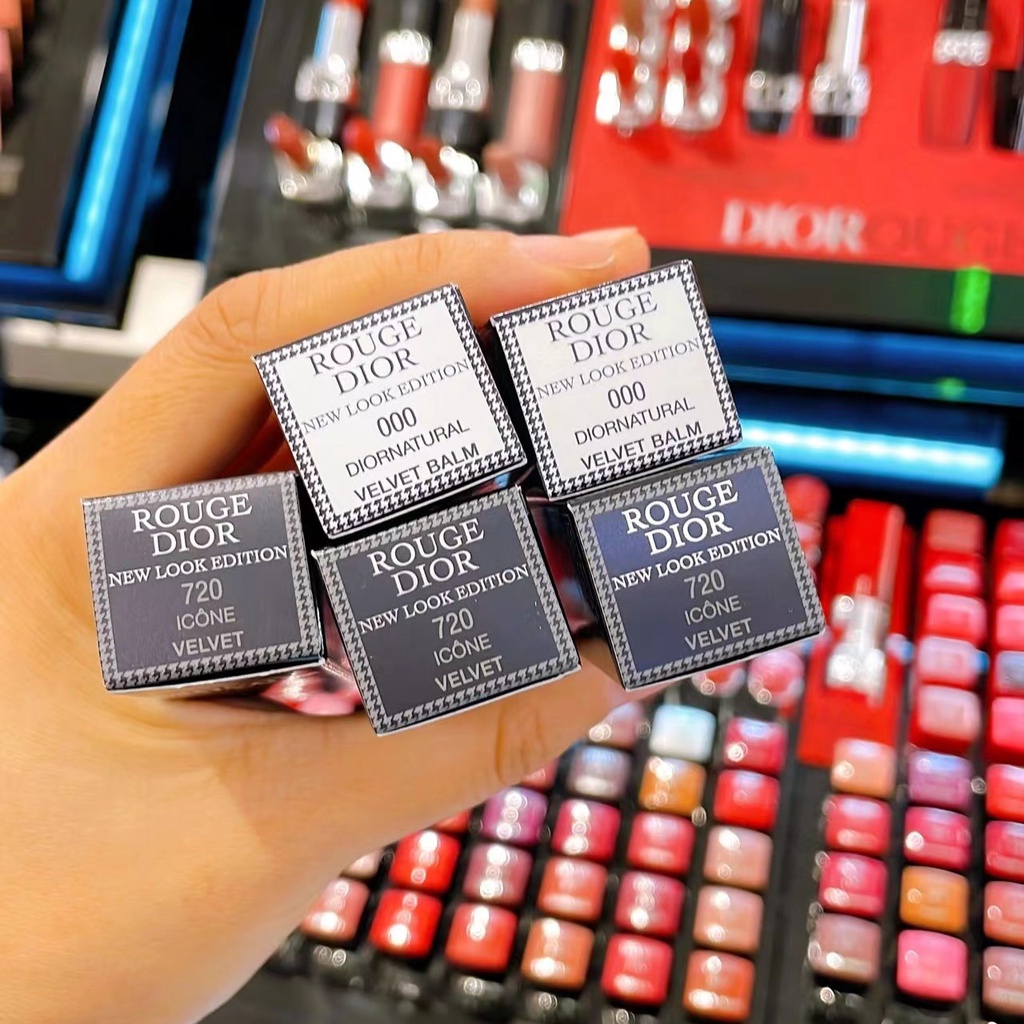 DIORROUGE
ROUGE
DIOR
NEW LOOK EDITION
000
DIORNATURAL
VELVET BALM
ROUGE
DIOR
NEW LOOK EDITION
000
DIORNATURAL
VELVET BALM
ROUGE
DIOR
NEW LOOK EDITION
720
ICÔNE
VELVET
ROUGE
DIOR
NEW LOOK EDITION
720
ICÔNE
VELVET
ROUGE
DIOR
NEW LOOK EDITION
720
ICÔNE
VELVET